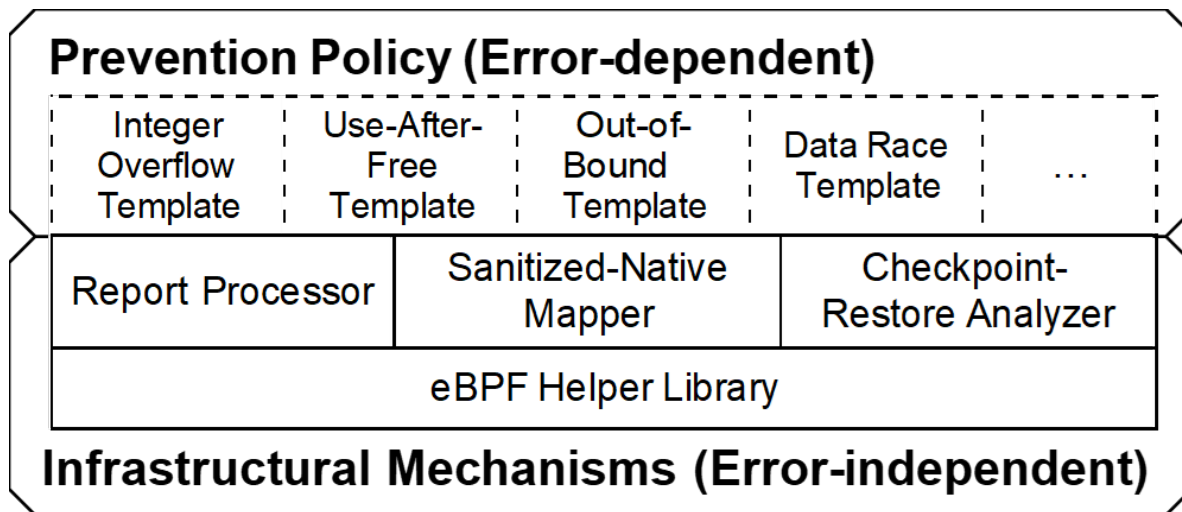 Prevention Policy (Error-dependent)
Integer
Overflow
Template
Use-After-
Free
Template
Out-of-
Bound
Template
Data Race
Template
...
Report Processor
Sanitized-Native
Mapper
Checkpoint-
Restore Analyzer
eBPF Helper Library
Infrastructural Mechanisms (Error-independent)